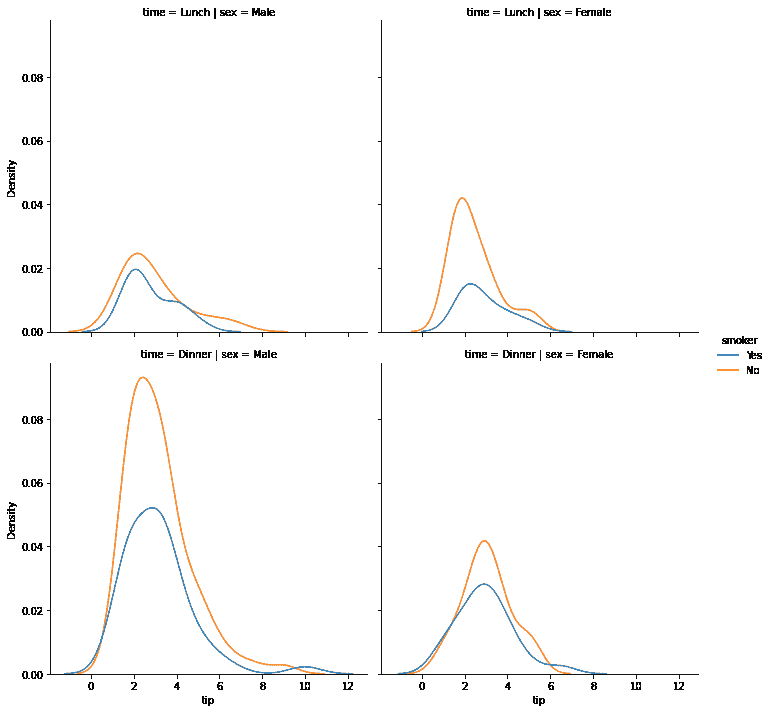 time = Lunch | sex = Male
time = Lunch | sex = Female
0.08
0.06
0.04
0.02
0.00
Density
time = Dinner | sex = Male
time = Dinner | sex = Female
smoker
Yes
No
0.08
0.06
0.04
0.02
0.00
Density
0 2 4 6 8 10 12
tip
0 2 4 6 8 10 12
tip